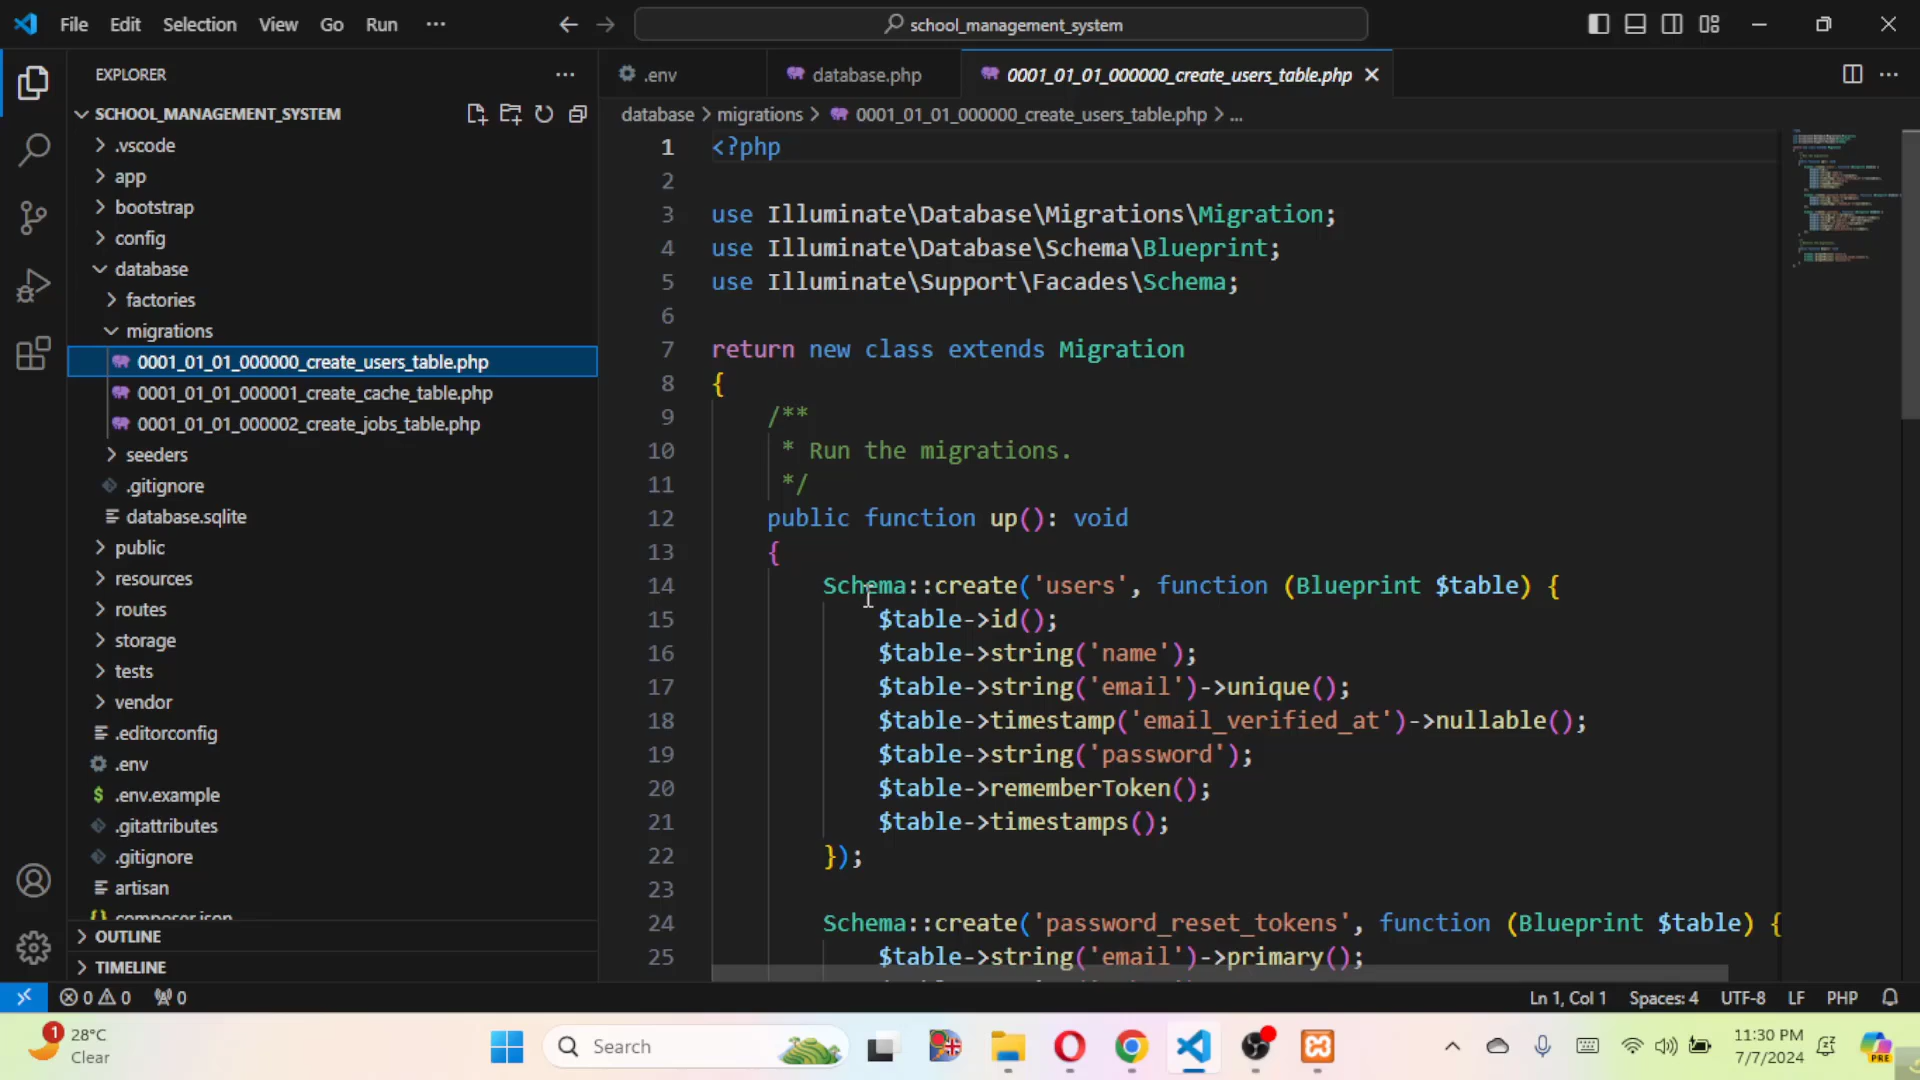 File Edit Selection View Go Run ··· school_management_system
EXPLORER
SCHOOL_MANAGEMENT_SYSTEM
.vscode
app
bootstrap
config
database
factories
migrations
0001_01_01_000000_create_users_table.php
0001_01_01_000001_create_cache_table.php
0001_01_01_000002_create_jobs_table.php
seeders
.gitignore
database.sqlite
public
resources
routes
storage
tests
vendor
.editorconfig
.env
.env.example
.gitattributes
.gitignore
artisan
composer.json
OUTLINE
TIMELINE
.env database.php 0001_01_01_000000_create_users_table.php
database > migrations > 0001_01_01_000000_create_users_table.php > ...
1 <?php
2
3 use Illuminate\Database\Migrations\Migration;
4 use Illuminate\Database\Schema\Blueprint;
5 use Illuminate\Support\Facades\Schema;
6
7 return new class extends Migration
8 {
9 /**
10 * Run the migrations.
11 */
12 public function up(): void
13 {
14 Schema::create('users', function (Blueprint $table) {
15 $table->id();
16 $table->string('name');
17 $table->string('email')->unique();
18 $table->timestamp('email_verified_at')->nullable();
19 $table->string('password');
20 $table->rememberToken();
21 $table->timestamps();
22 });
23
24 Schema::create('password_reset_tokens', function (Blueprint $table) {
25 $table->string('email')->primary();
0 0 0 Ln 1, Col 1 Spaces: 4 UTF-8 LF PHP
1 28°C
Clear
Search
PRE
11:30 PM
7/7/2024